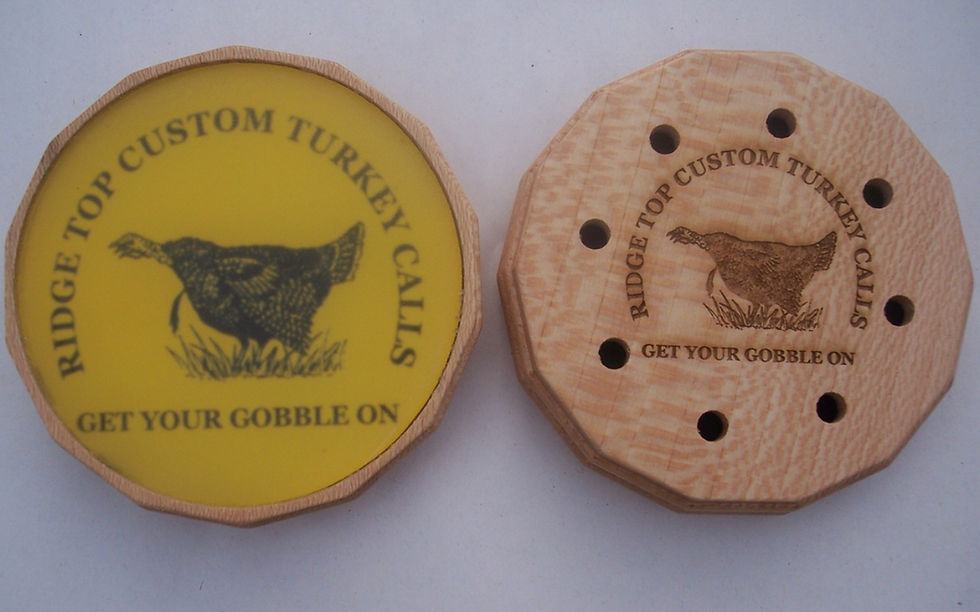 RIDGE TOP CUSTOM TURKEY CALLS
GET YOUR GOBBLE ON
RIDGE TOP CUSTOM TURKEY CALLS
GET YOUR GOBBLE ON